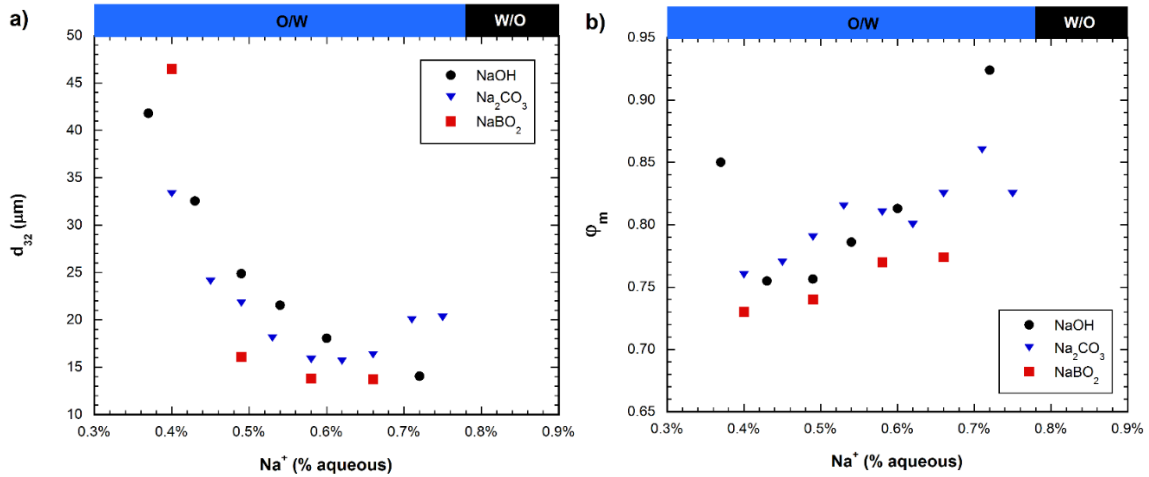 a)
O/W
W/O
50
45
40
35
30
25
20
15
10
d32 (μm)
NaOH
Na2CO3
NaBO2
0.3%
0.4%
0.5%
0.6%
0.7%
0.8%
0.9%
Na+ (% aqueous)
b)
O/W
W/O
0.95
0.90
0.85
0.80
0.75
0.70
0.65
φm
NaOH
Na2CO3
NaBO2
0.3%
0.4%
0.5%
0.6%
0.7%
0.8%
0.9%
Na+ (% aqueous)